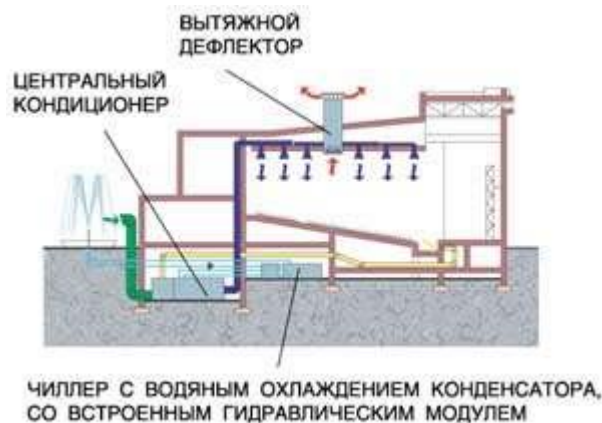 ВЫТЯЖНОЙ
ДЕФЛЕКТОР
ЦЕНТРАЛЬНЫЙ
КОНДИЦИОНЕР
ЧИЛЛЕР С ВОДЯНЫМ ОХЛАЖДЕНИЕМ КОНДЕНСАТОРА,
СО ВСТРОЕННЫМ ГИДРАВЛИЧЕСКИМ МОДУЛЕМ